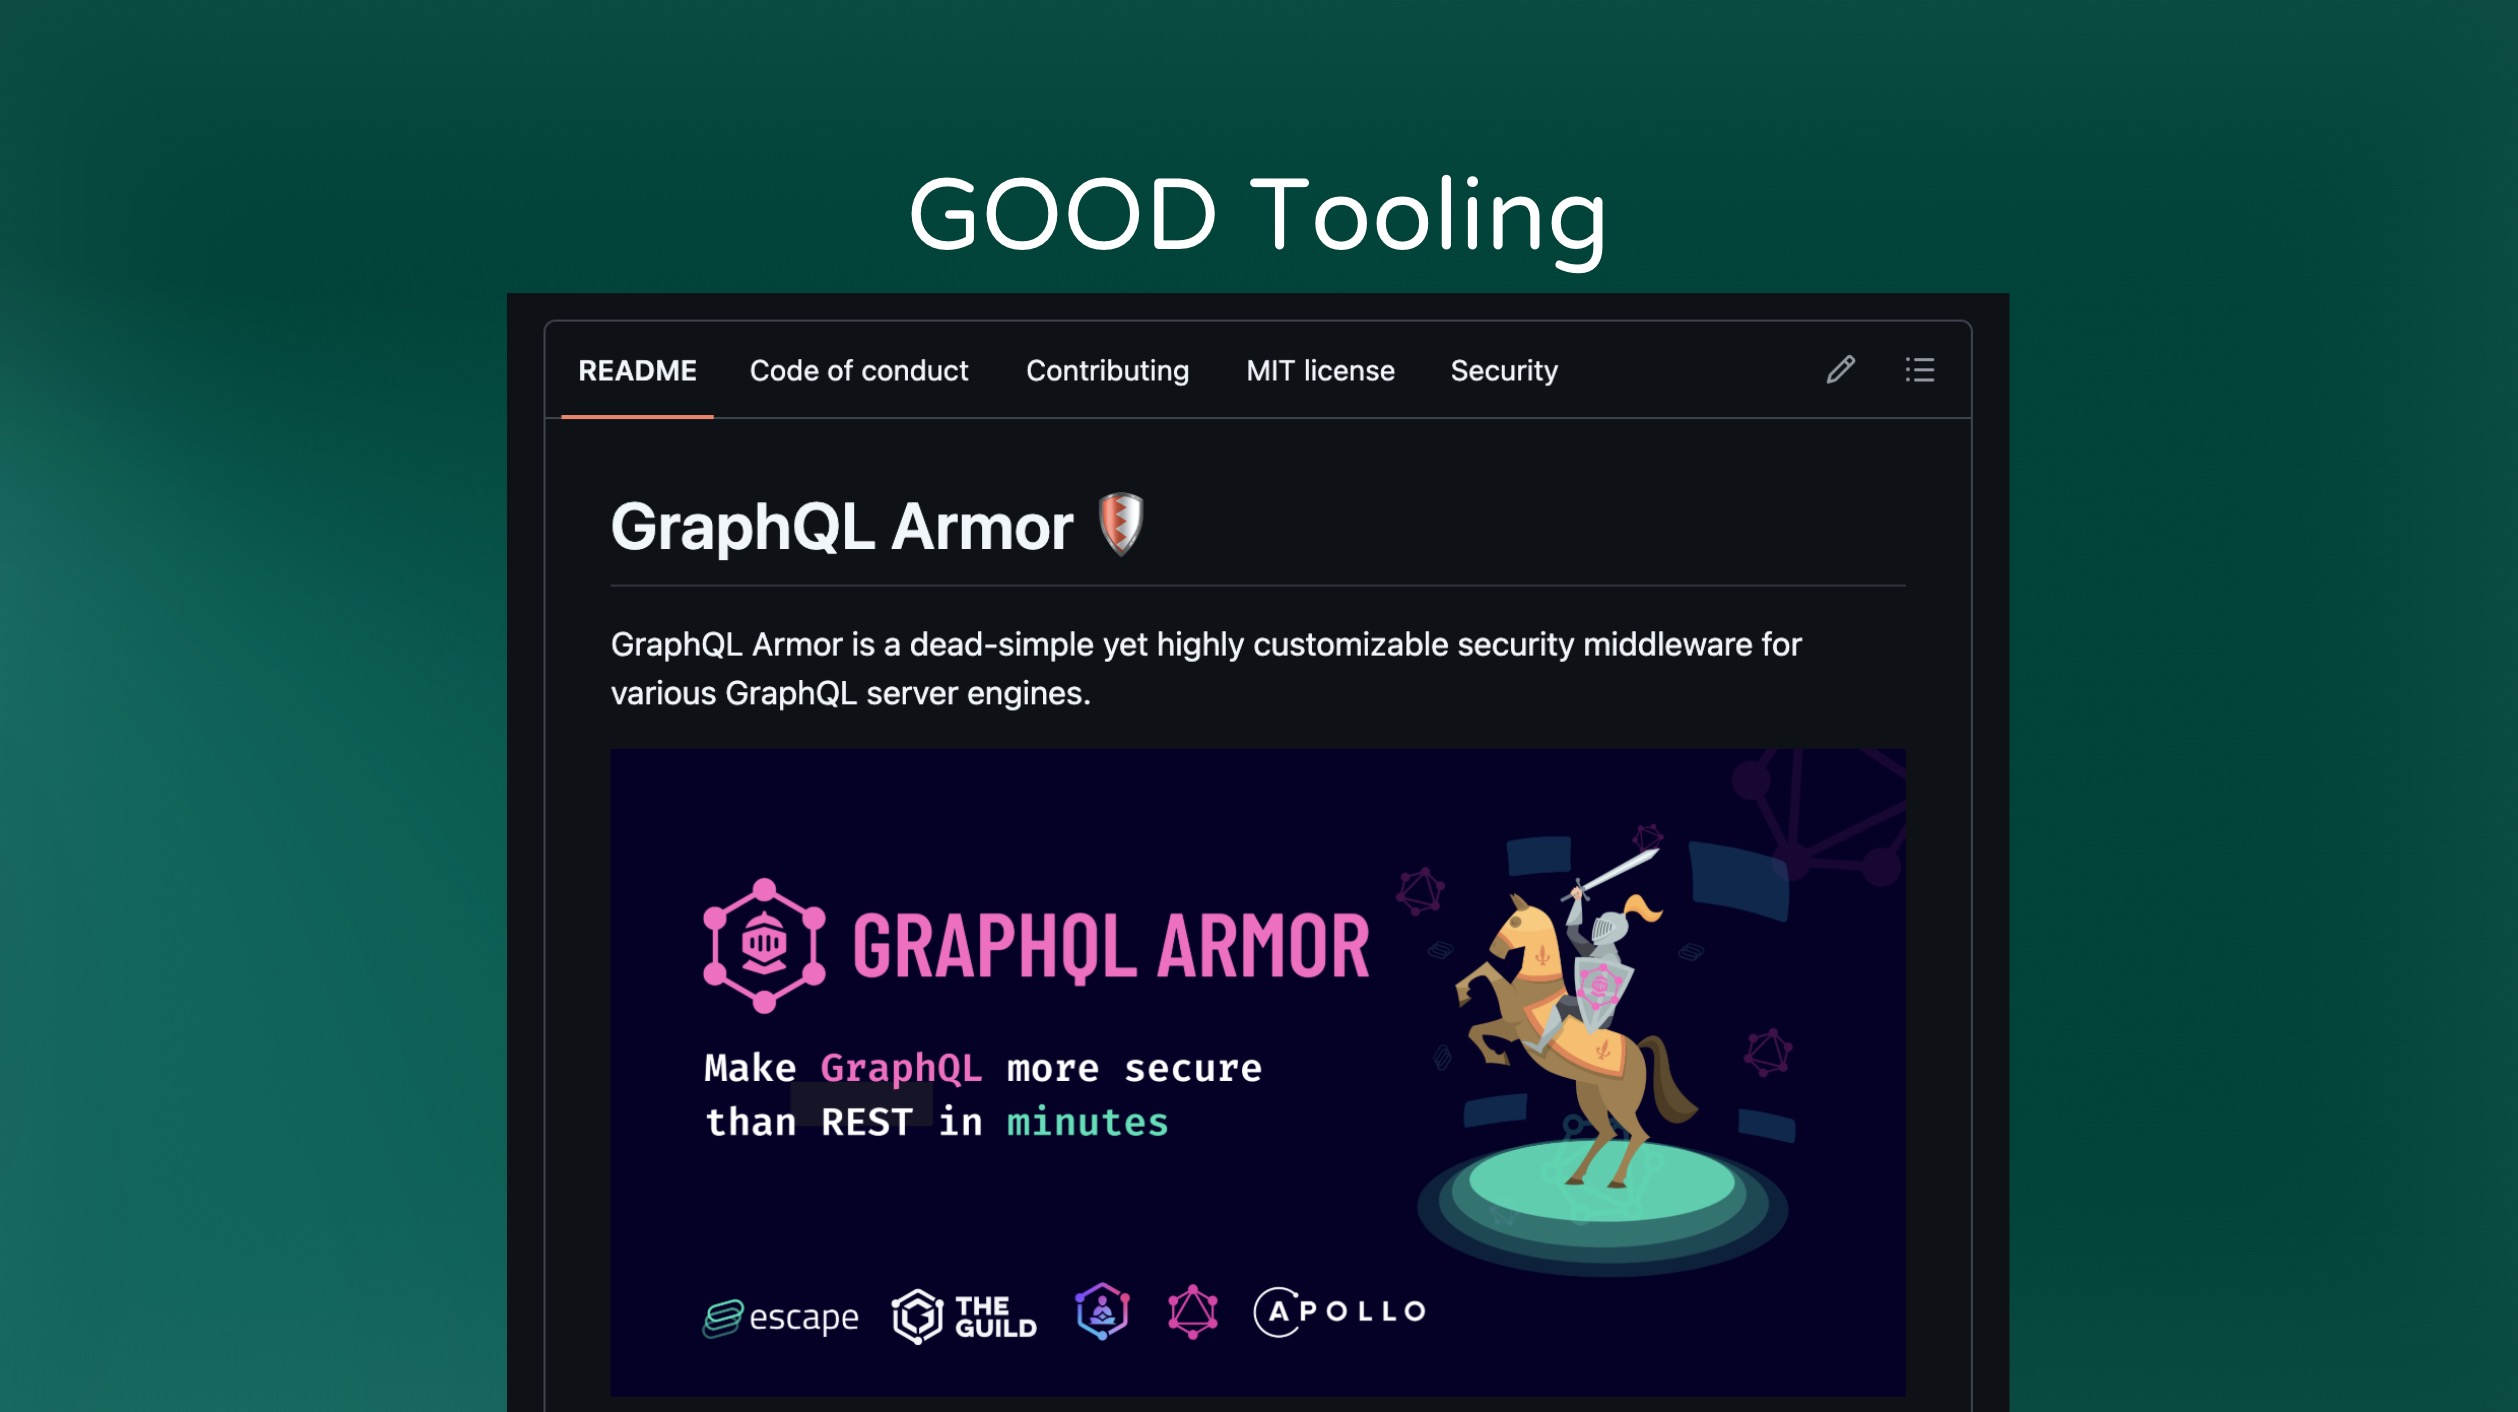 GOOD Tooling
README Code of conduct Contributing MIT license Security
GraphQL Armor
GraphQL Armor is a dead-simple yet highly customizable security middleware for
various GraphQL server engines.
GRAPHQL ARMOR
Make GraphQL more secure
than REST in minutes
escape THE GUILD APOLLO